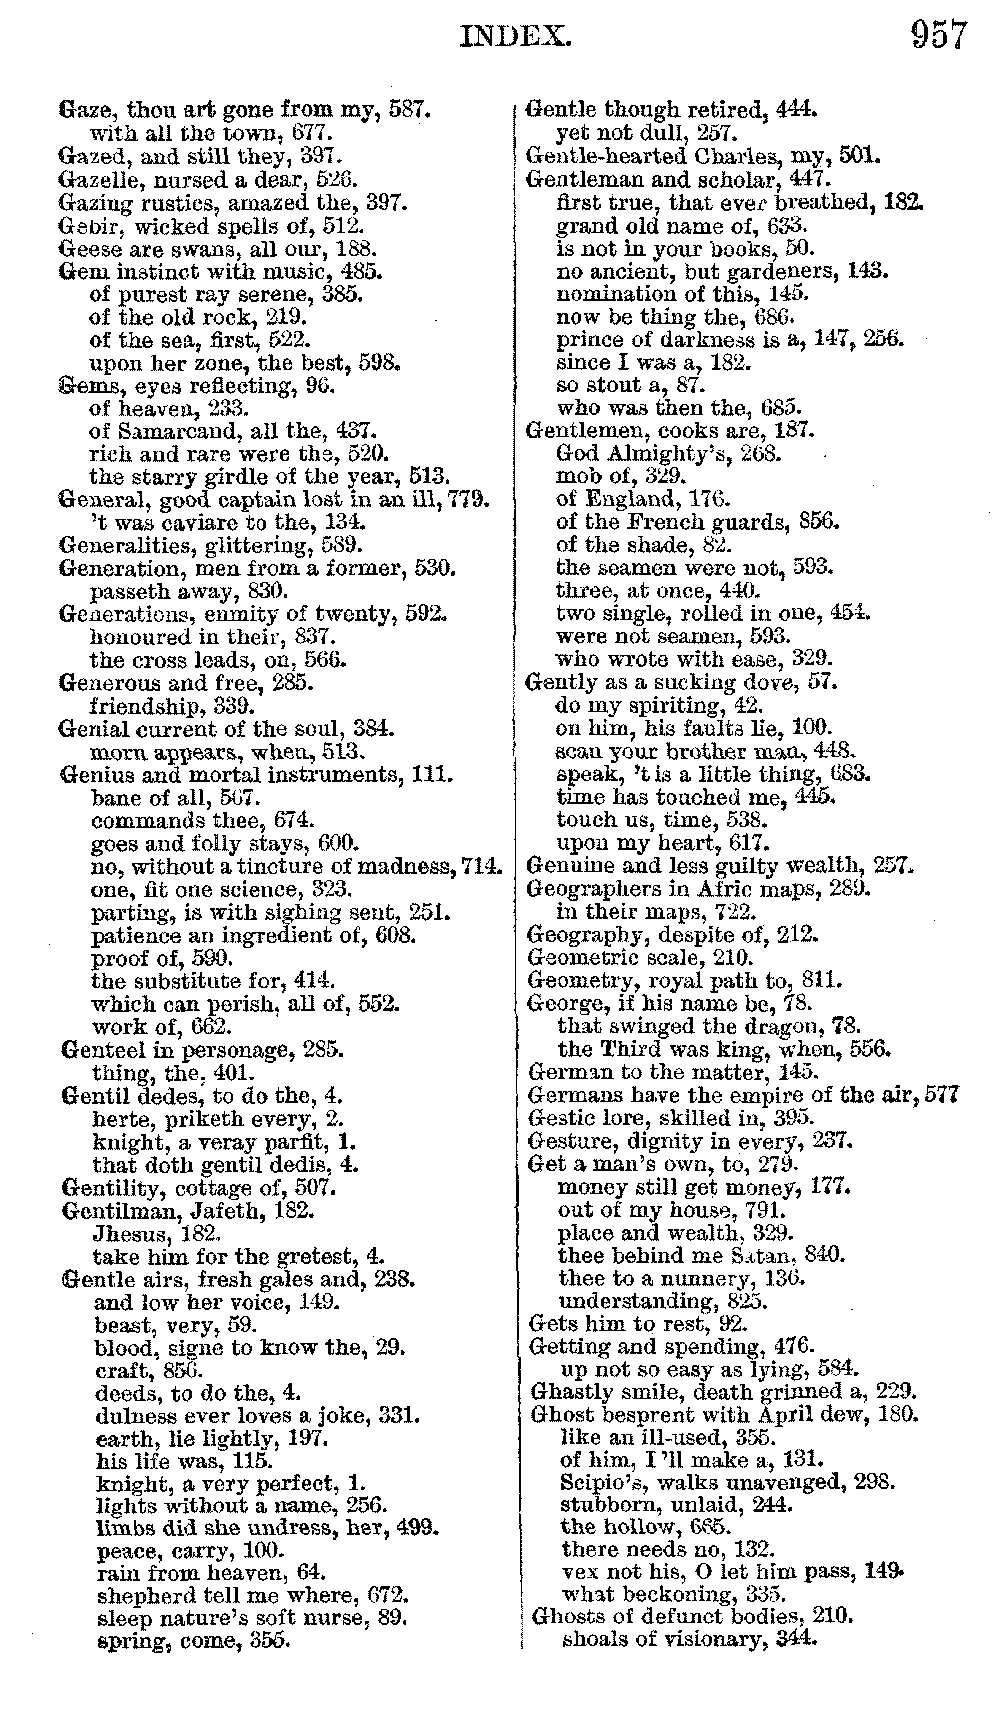 INDEX. 957
Gaze, thou art gone from my, 587.
with all the town, 677.
Gazed, and still they, 397.
Gazelle, nursed a dear, 526.
Gazing rustics, amazed the, 397.
Gebir, wicked spells of, 512.
Geese are swans, all our, 188.
Gem instinct with music, 485.
of purest ray serene, 385.
of the old rock, 219.
of the sea, first, 522.
upon her zone, the best, 598.
Gems, eyes reflecting, 96.
of heaven, 233.
of Samarcand, all the, 437.
rich and rare were the, 520.
the starry girdle of the year, 513.
General, good captain lost in an ill, 779.
't was caviare to the, 134.
Generalities, glittering, 589.
Generation, men from a former, 530.
passeth away, 830.
Generations, enmity of twenty, 592.
honoured in their, 837.
the cross leads, on, 566.
Generous and free, 285.
friendship, 339.
Genial current of the soul, 384.
morn appears, when, 513.
Genius and mortal instruments, 111.
bane of all, 567.
commands thee, 674.
goes and folly stays, 600.
no, without a tincture of madness, 714.
one, fit one science, 323.
parting, is with sighing sent, 251.
patience an ingredient of, 608.
proof of, 590.
the substitute for, 414.
which can perish, all of, 552.
work of, 662.
Genteel in personage, 285.
thing, the, 401.
Gentil dedes, to do the, 4.
herte, priketh every, 2.
knight, a veray parfit, 1.
that doth gentil dedis, 4.
Gentility, cottage of, 507.
Gentilman, Jafeth, 182.
Jhesus, 182.
take him for the gretest, 4.
Gentle airs, fresh gales and, 238.
and low her voice, 149.
beast, very, 59.
blood, signe to know the, 29.
craft, 856.
deeds, to do the, 4.
dulness ever loves a joke, 331.
earth, lie lightly, 197.
his life was, 115.
knight, a very perfect, 1.
lights without a name, 256.
limbs did she undress, her, 499.
peace, carry, 100.
rain from heaven, 64.
shepherd tell me where, 672.
sleep nature's soft nurse, 89.
spring, come, 356.
Gentle though retired, 444.
yet not dull, 257.
Gentle-hearted Charles, my, 501.
Gentleman and scholar, 447.
first true, that ever breathed, 182.
grand old name of, 633.
is not in your books, 50.
no ancient, but gardeners, 143.
nomination of this, 145.
now be thing the, 686.
prince of darkness is a, 147, 256.
since I was a, 182.
so stout a, 87.
who was then the, 685.
Gentlemen, cooks are, 187.
God Almighty's, 268.
mob of, 329.
of England, 176.
of the French guards, 856.
of the shade, 82.
the seamen were not, 593.
three, at once, 440.
two single, rolled in one, 454.
were not seamen, 593.
who wrote with ease, 329.
Gently as a sucking dove, 57.
do my spiriting, 42.
on him, his faults lie, 100.
scan your brother man, 448.
speak, 't is a little thing, 683.
time has touched me, 445.
touch us, time, 538.
upon my heart, 617.
Genuine and less guilty wealth, 257.
Geographers in Afric maps, 289.
in their maps, 722.
Geography, despite of, 212.
Geometric scale, 210.
Geometry, royal path to, 811.
George, if his name be, 78.
that swinged the dragon, 78.
the Third was king, when, 556.
German to the matter, 145.
Germans have the empire of the air, 577
Gestic lore, skilled in, 395.
Gesture, dignity in every, 237.
Get a man's own, to, 279.
money still get money, 177.
out of my house, 791.
place and wealth, 329.
thee behind me Satan, 840.
thee to a nunnery, 136.
understanding, 825.
Gets him to rest, 92.
Getting and spending, 476.
up not so easy as lying, 584.
Ghastly smile, death grinned a, 229.
Ghost besprent with April dew, 180.
like an ill-used, 355.
of him, I 'll make a, 131.
Scipio's, walks unavenged, 298.
stubborn, unlaid, 244.
the hollow, 665.
there needs no, 132.
vex not his, O let him pass, 149.
what beckoning, 335.
Ghosts of defunct bodies, 210.
shoals of visionary, 344.